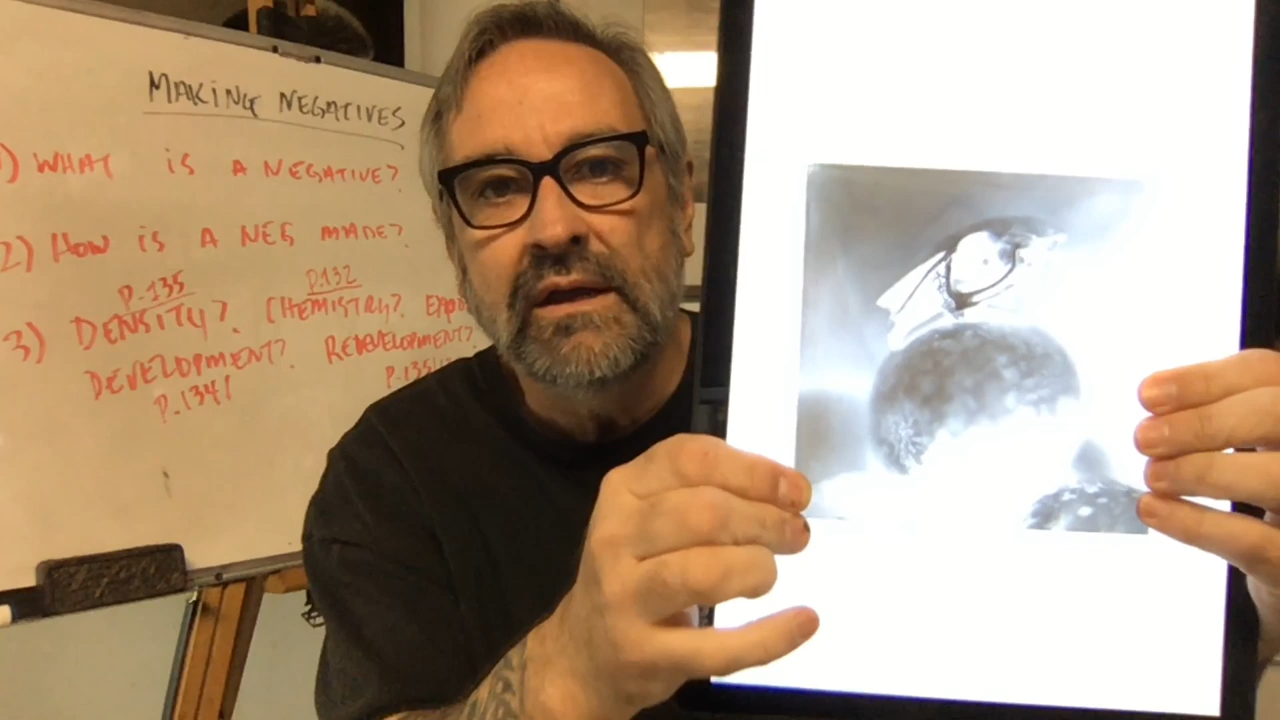 MAKING NEGATIVES
1) WHAT IS A NEGATIVE?
2) HOW IS A NEG MADE?
P.135 P.132
3) DENSITY? CHEMISTRY?
DEVELOPMENT? REDEVELOPMENT?
P.134/ P.135/